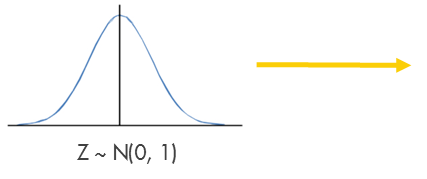 Z ~ N(0, 1)